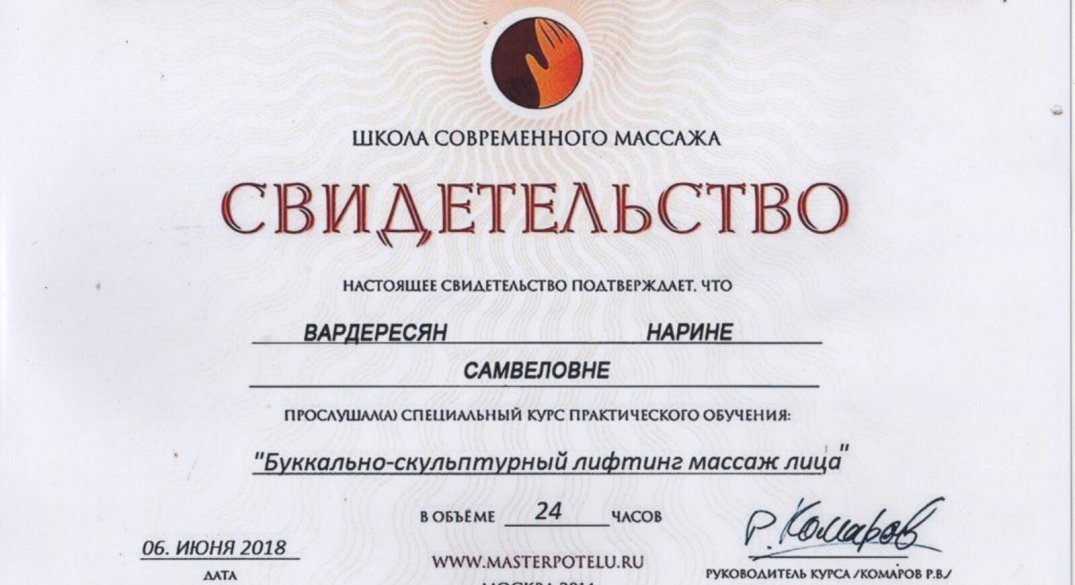 ШКОЛА СОВРЕМЕННОГО МАССАЖА
СВИДЕТЕЛЬСТВО
НАСТОЯЩЕЕ СВИДЕТЕЛЬСТВО ПОДТВЕРЖДАЕТ, ЧТО
ВАРДЕРЕСЯН НАРИНЕ
САМВЕЛОВНЕ
ПРОСЛУШАЛ(А) СПЕЦИАЛЬНЫЙ КУРС ПРАКТИЧЕСКОГО ОБУЧЕНИЯ:
"Буккально-скульптурный лифтинг массаж лица"
В ОБЪЁМЕ 24 ЧАСОВ
Р. Комаров
06. ИЮНЯ 2018
ДАТА
WWW.MASTERPOTELU.RU
РУКОВОДИТЕЛЬ КУРСА /КОМАРОВ Р.В./